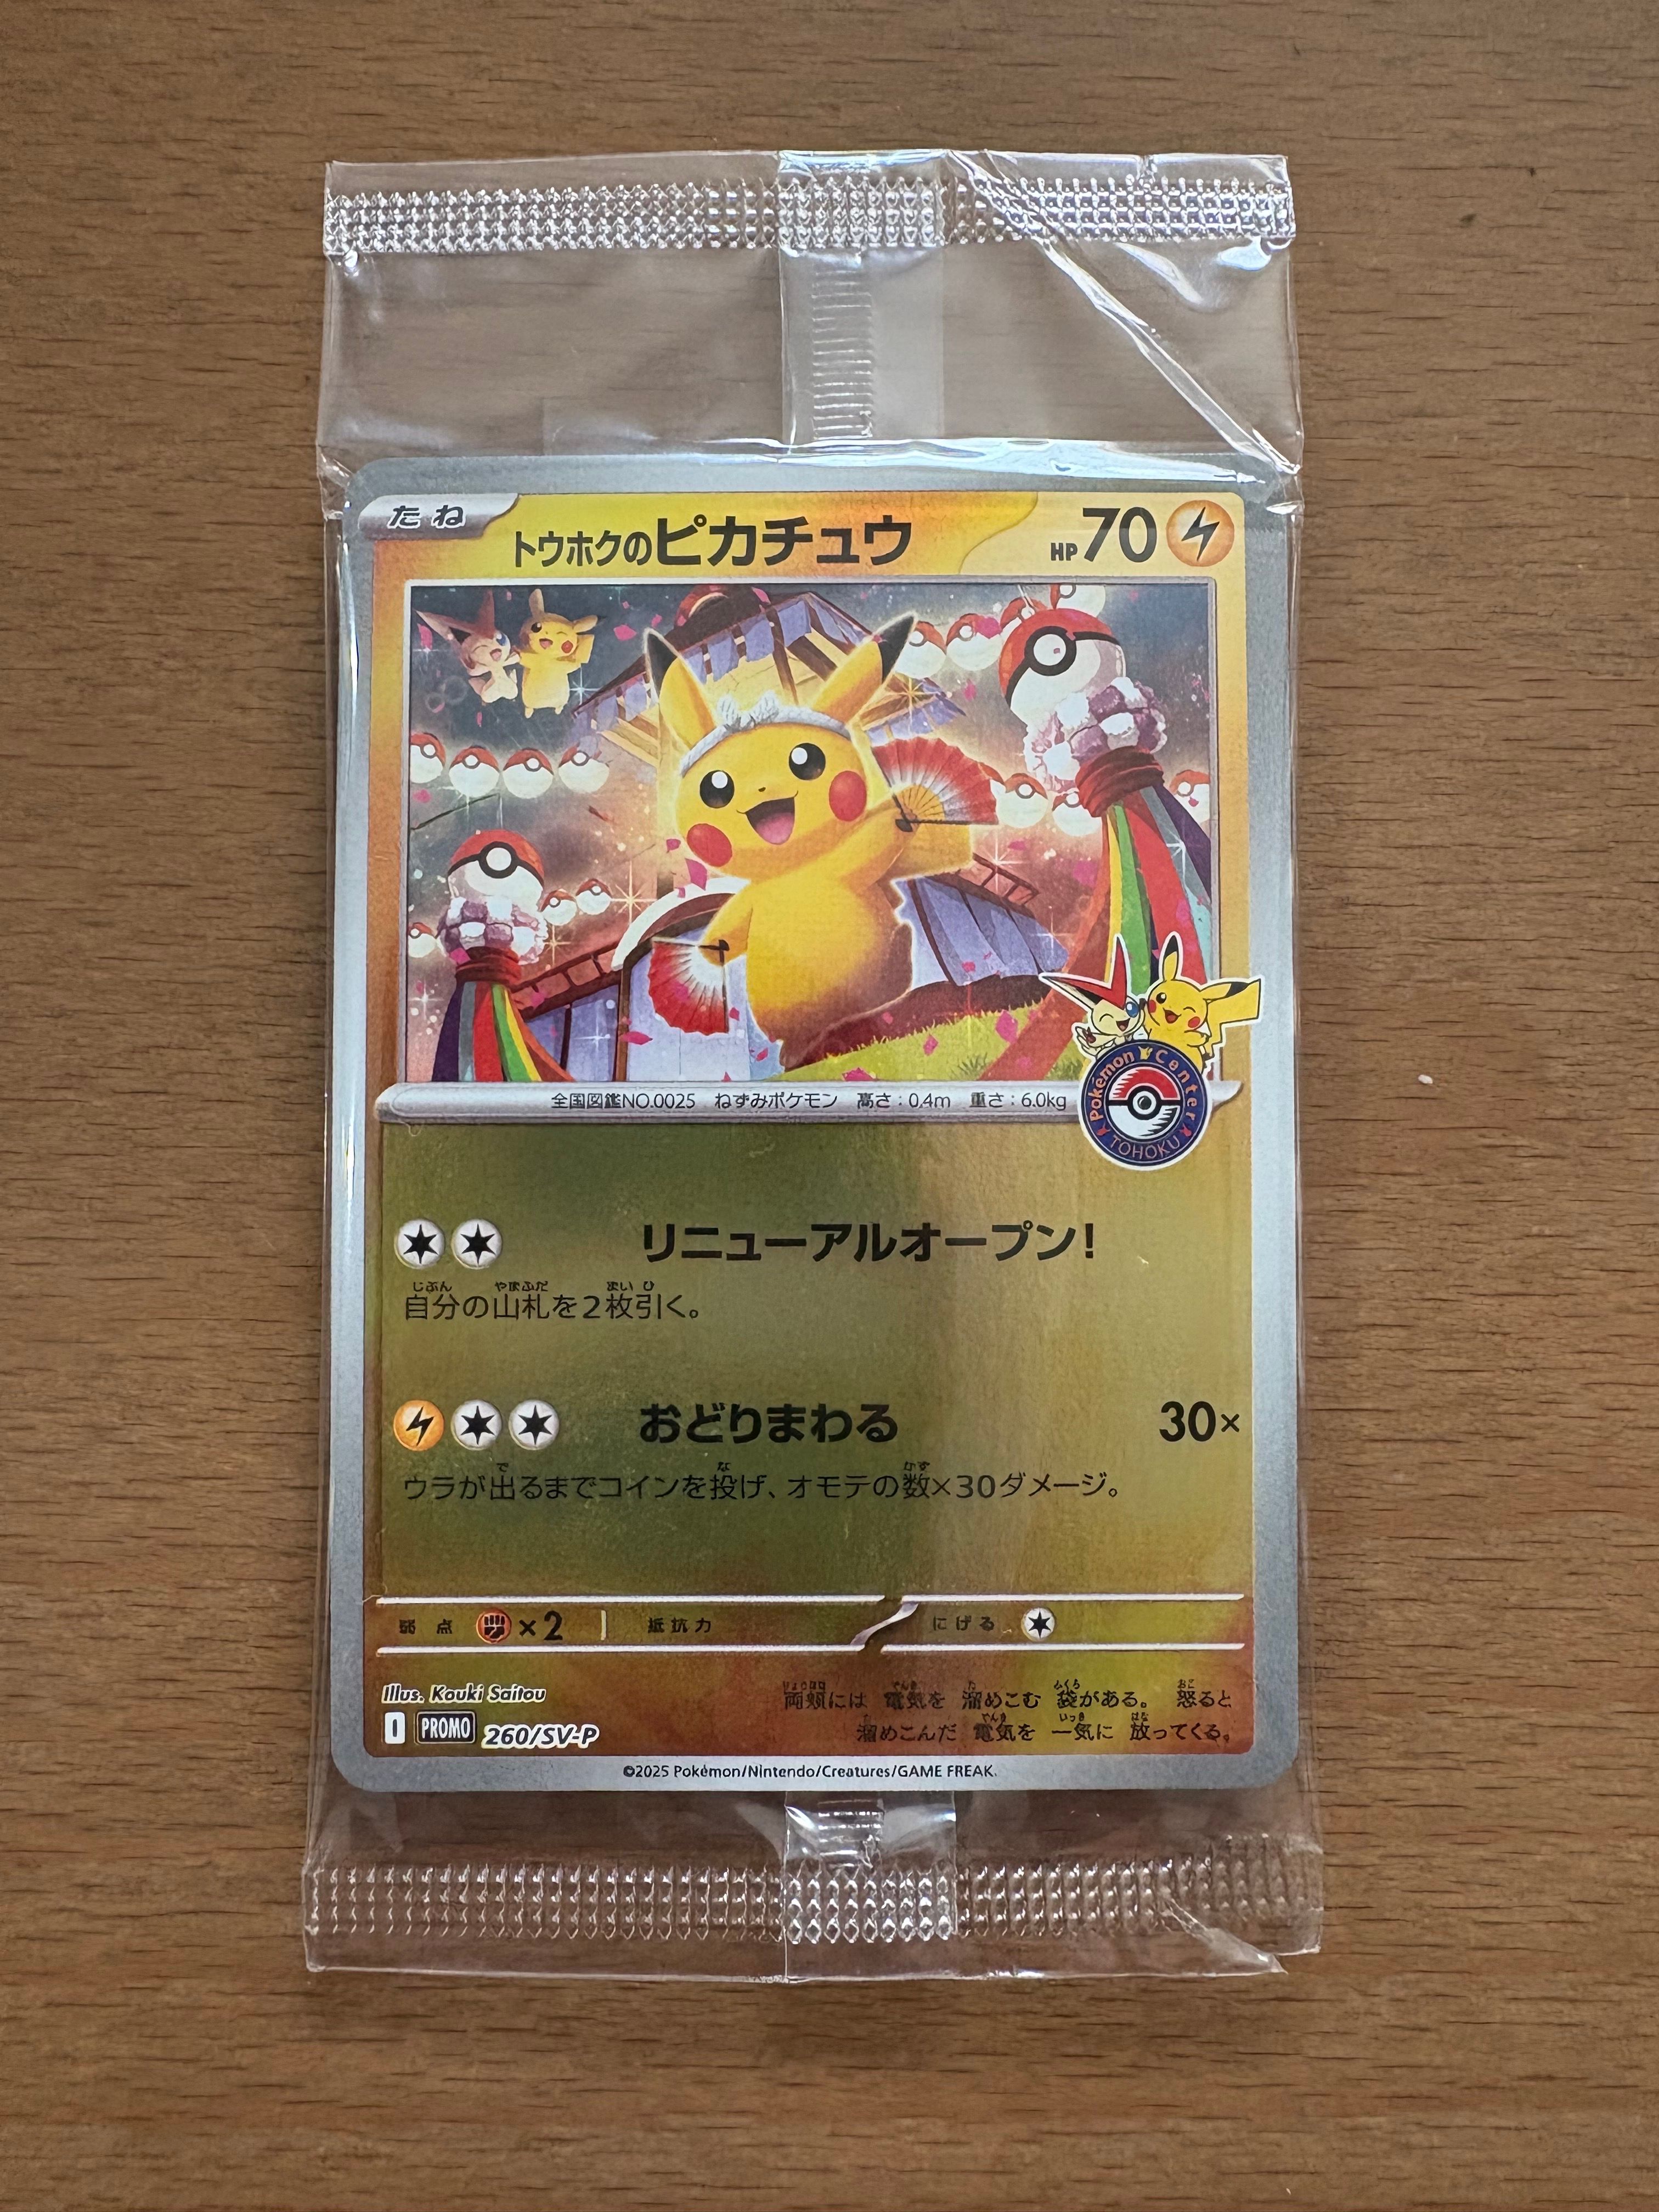 たね
トウホクのピカチュウ
HP 70
全国図鑑NO.0025 ねずみポケモン 高さ：0.4m 重さ：6.0kg
Pokémon Center
TOHOKU
リニューアルオープン！
自分の山札を2枚引く。
おどりまわる 30×
ウラが出るまでコインを投げ、オモテの数×30ダメージ。
弱点 ×2 抵抗力 にげる
Illus. Kouki Saitou
I PROMO 260/SV-P
両頬には 電気を 溜めこむ 袋がある。 怒ると
溜めこんだ 電気を 一気に 放ってくる。
©2025 Pokémon/Nintendo/Creatures/GAME FREAK.